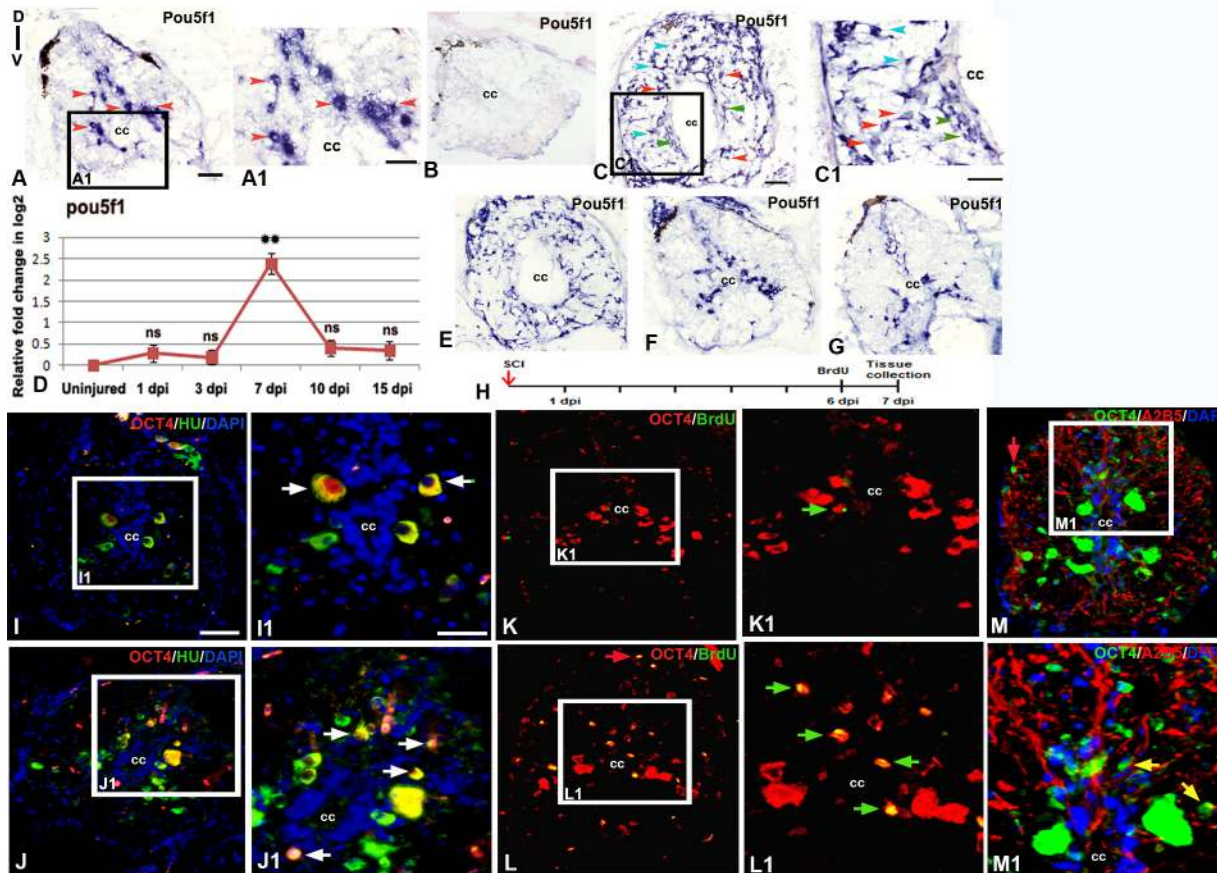 D
V
Pou5f1
cc
A1
A
Pou5f1
cc
A1
Pou5f1
cc
B
Pou5f1
C1
C
Pou5f1
cc
C1
pou5f1
Relative fold change in log2
3
2.5
2
1.5
1
0.5
0
ns
ns
**
ns
ns
D
Uninjured
1 dpi
3 dpi
7 dpi
10 dpi
15 dpi
Pou5f1
cc
E
Pou5f1
cc
F
Pou5f1
cc
G
H
SCI
BrdU
Tissue
collection
1 dpi
6 dpi
7 dpi
OCT4/HU/DAPI
cc
I1
I
cc
I1
OCT4/BrdU
cc
K1
K
cc
K1
OCT4/A2B5/DAP
M1
cc
M
OCT4/HU/DAPI
cc
J1
J
cc
J1
OCT4/BrdU
cc
L1
L
cc
L1
OCT4/A2B5/DAP
cc
M1